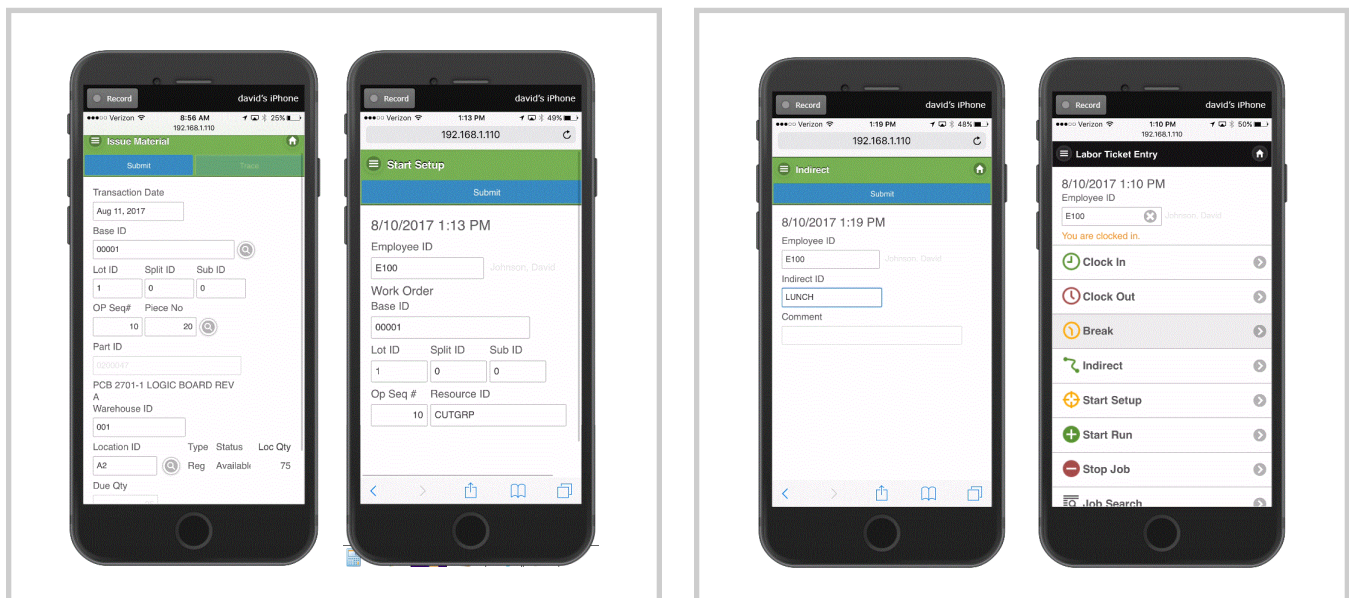 Record david's iPhone
Verizon 8:56 AM 25%
192.168.1.110
Issue Material
Submit Trace
Transaction Date
Aug 11, 2017
Base ID
00001
Lot ID Split ID Sub ID
1 0 0
OP Seq# Piece No
10 20
Part ID
0200047
PCB 2701-1 LOGIC BOARD REV
A
Warehouse ID
001
Location ID Type Status Loc Qty
A2 Reg Availabl 75
Due Qty
Record david's iPhone
Verizon 1:13 PM 49%
192.168.1.110
Start Setup
Submit
8/10/2017 1:13 PM
Employee ID
E100 Johnson, David
Work Order
Base ID
00001
Lot ID Split ID Sub ID
1 0 0
Op Seq # Resource ID
10 CUTGRP
Record david's iPhone
Verizon 1:19 PM 48%
192.168.1.110
Indirect
Submit
8/10/2017 1:19 PM
Employee ID
E100 Johnson, David
Indirect ID
LUNCH
Comment
Record david's iPhone
Verizon 1:10 PM 50%
192.168.1.110
Labor Ticket Entry
8/10/2017 1:10 PM
Employee ID
E100 Johnson, David
You are clocked in.
Clock In
Clock Out
Break
Indirect
Start Setup
Start Run
Stop Job
Job Search